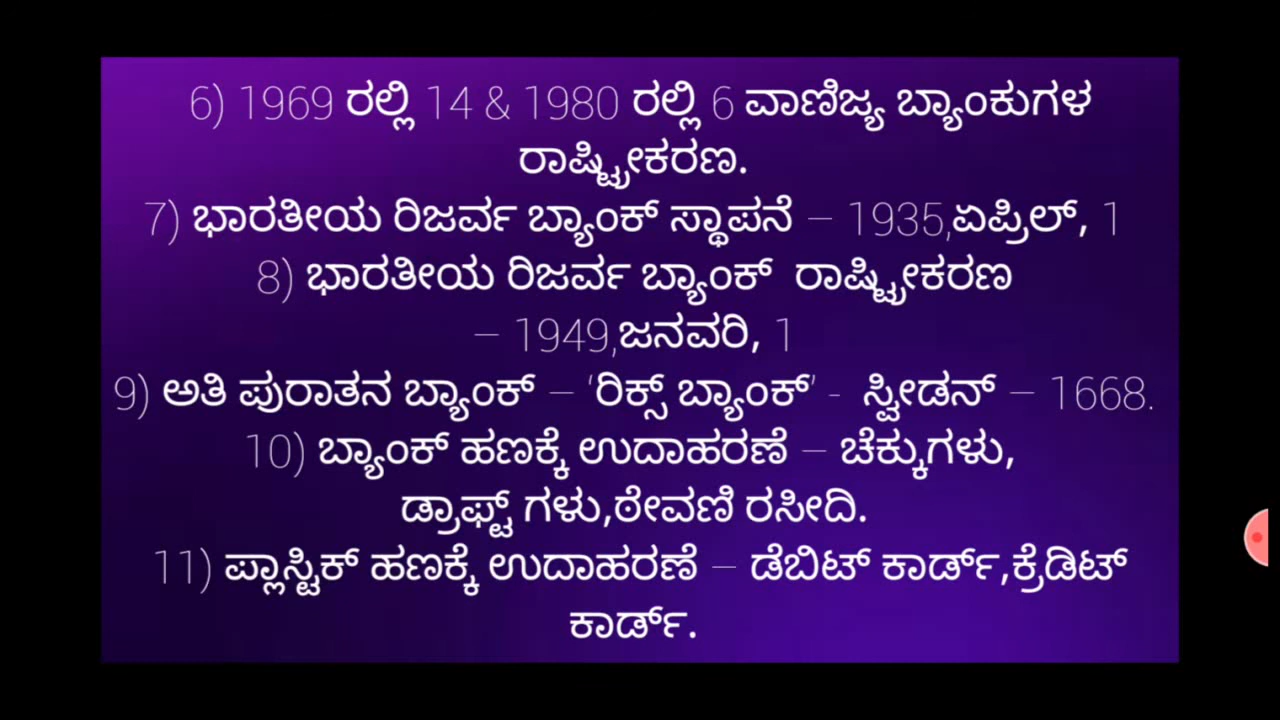 6) 1969 ರಲ್ಲಿ 14 & 1980 ರಲ್ಲಿ 6 ವಾಣಿಜ್ಯ ಬ್ಯಾಂಕುಗಳ
ರಾಷ್ಟ್ರೀಕರಣ.
7) ಭಾರತೀಯ ರಿಜರ್ವ ಬ್ಯಾಂಕ್ ಸ್ಥಾಪನೆ – 1935,ಏಪ್ರಿಲ್, 1
8) ಭಾರತೀಯ ರಿಜರ್ವ ಬ್ಯಾಂಕ್ ರಾಷ್ಟ್ರೀಕರಣ
– 1949,ಜನವರಿ, 1
9) ಅತಿ ಪುರಾತನ ಬ್ಯಾಂಕ್ – 'ರಿಕ್ಸ್ ಬ್ಯಾಂಕ್' - ಸ್ವೀಡನ್ – 1668.
10) ಬ್ಯಾಂಕ್ ಹಣಕ್ಕೆ ಉದಾಹರಣೆ – ಚೆಕ್ಕುಗಳು,
ಡ್ರಾಫ್ಟ್ ಗಳು,ಠೇವಣಿ ರಸೀದಿ.
11) ಪ್ಲಾಸ್ಟಿಕ್ ಹಣಕ್ಕೆ ಉದಾಹರಣೆ – ಡೆಬಿಟ್ ಕಾರ್ಡ್,ಕ್ರೆಡಿಟ್
ಕಾರ್ಡ್.